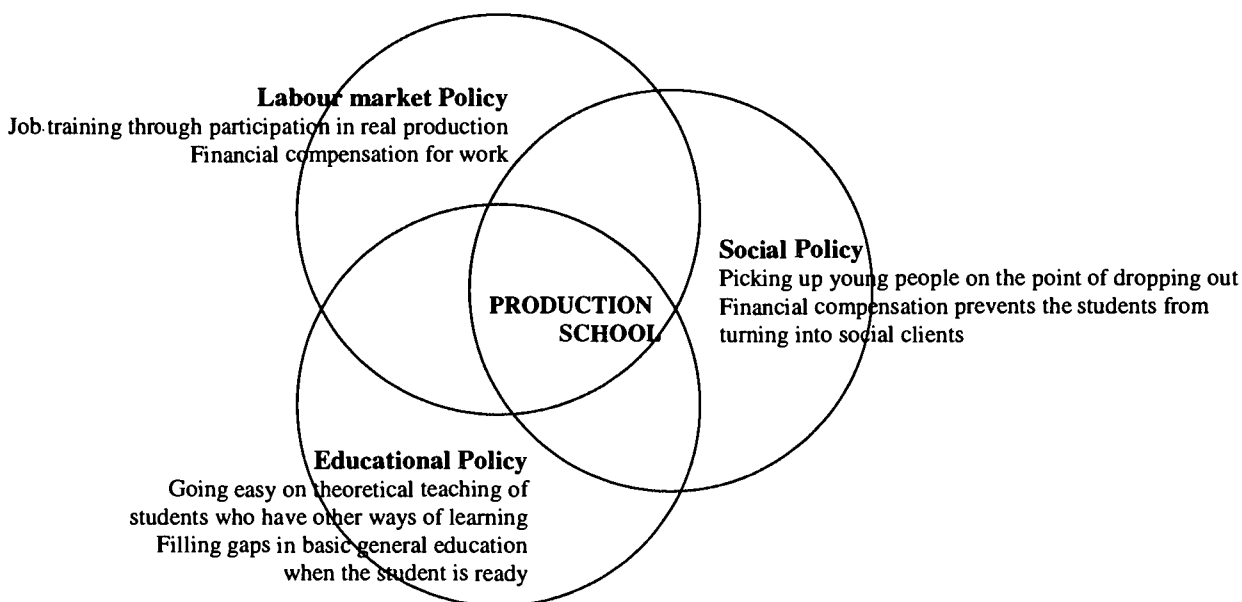 Labour market Policy
Job training through participation in real production
Financial compensation for work
Social Policy
Picking up young people on the point of dropping out
Financial compensation prevents the students from
turning into social clients
PRODUCTION
SCHOOL
Educational Policy
Going easy on theoretical teaching of
students who have other ways of learning
Filling gaps in basic general education
when the student is ready